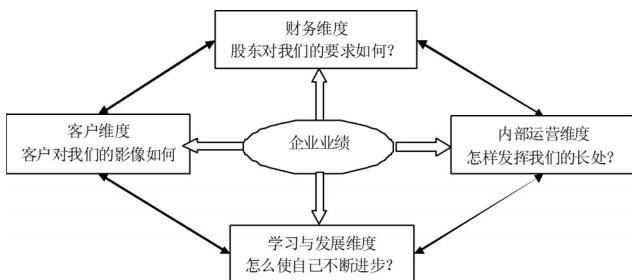 财务维度
股东对我们的要求如何？
客户维度
客户对我们的影像如何
企业业绩
内部运营维度
怎样发挥我们的长处？
学习与发展维度
怎么使自己不断进步？